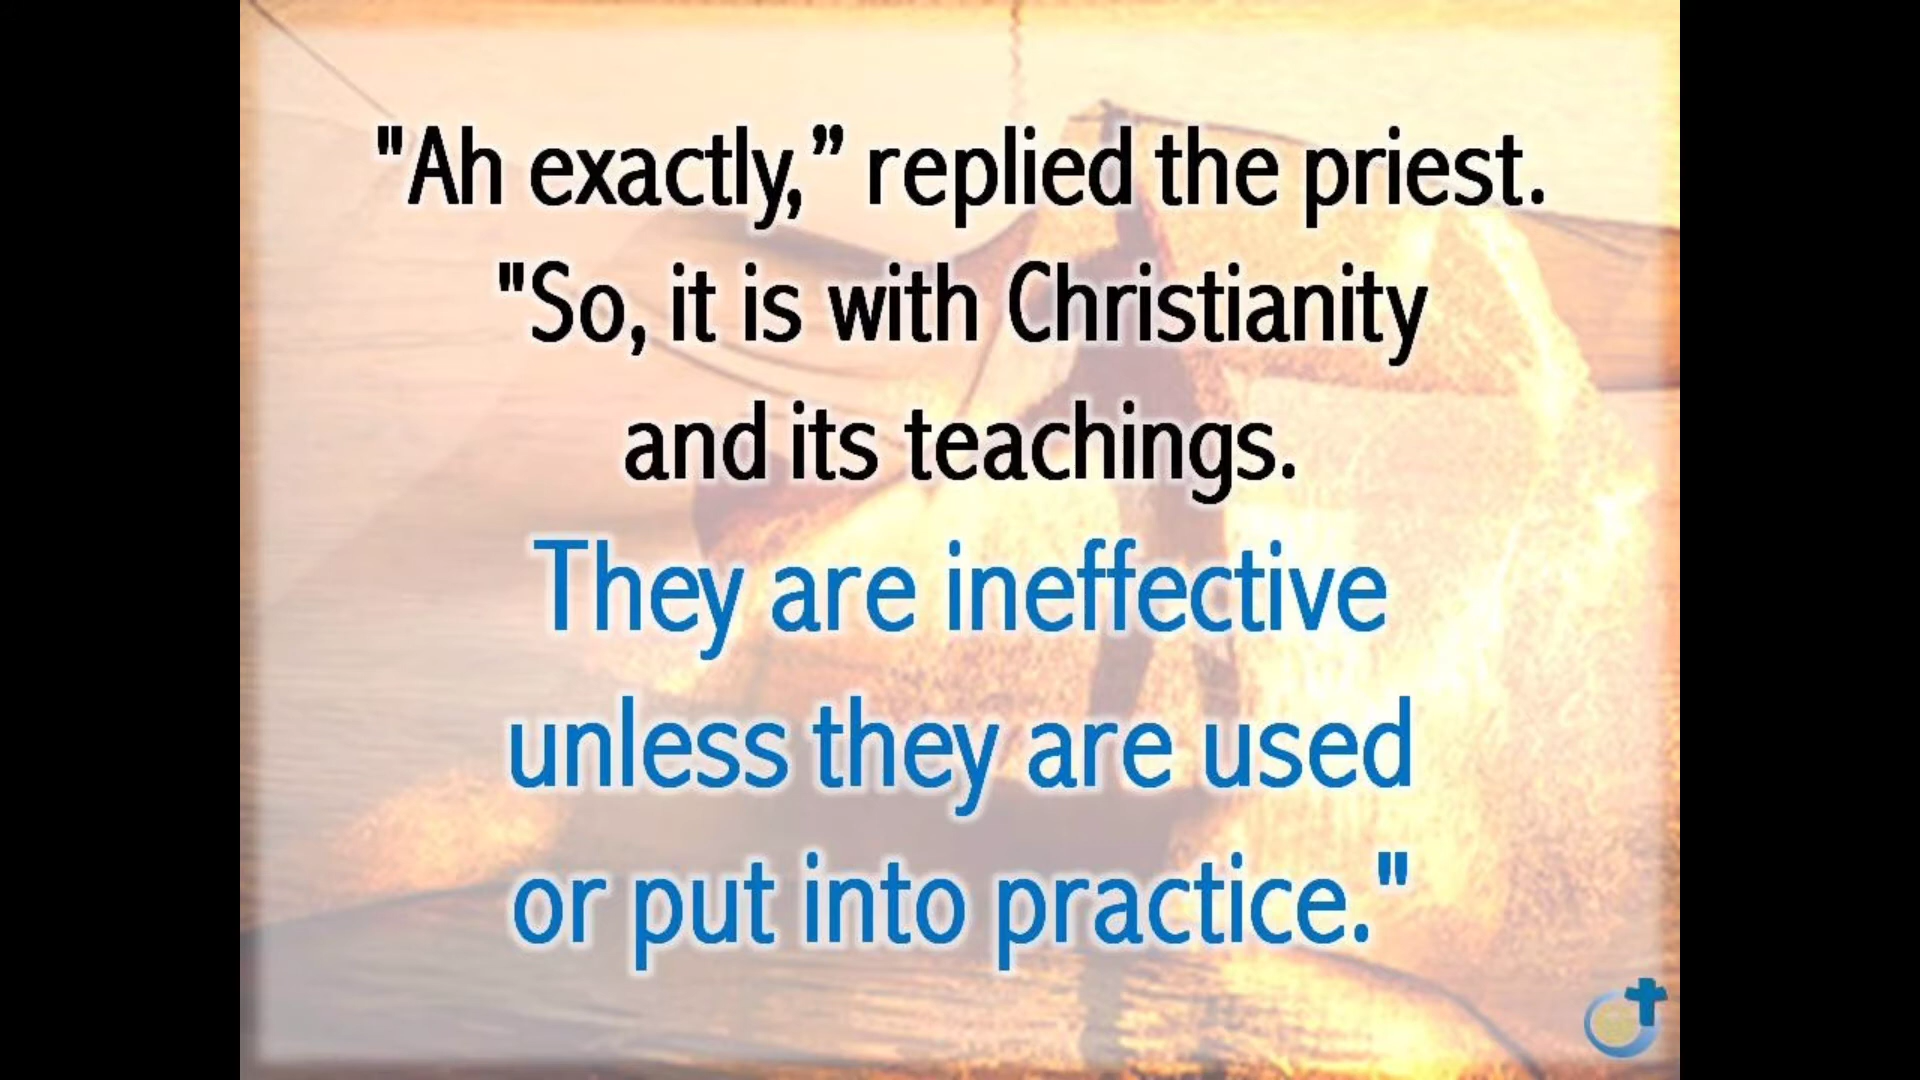 "Ah exactly,” replied the priest.
"So, it is with Christianity
and its teachings.
They are ineffective
unless they are used
or put into practice."